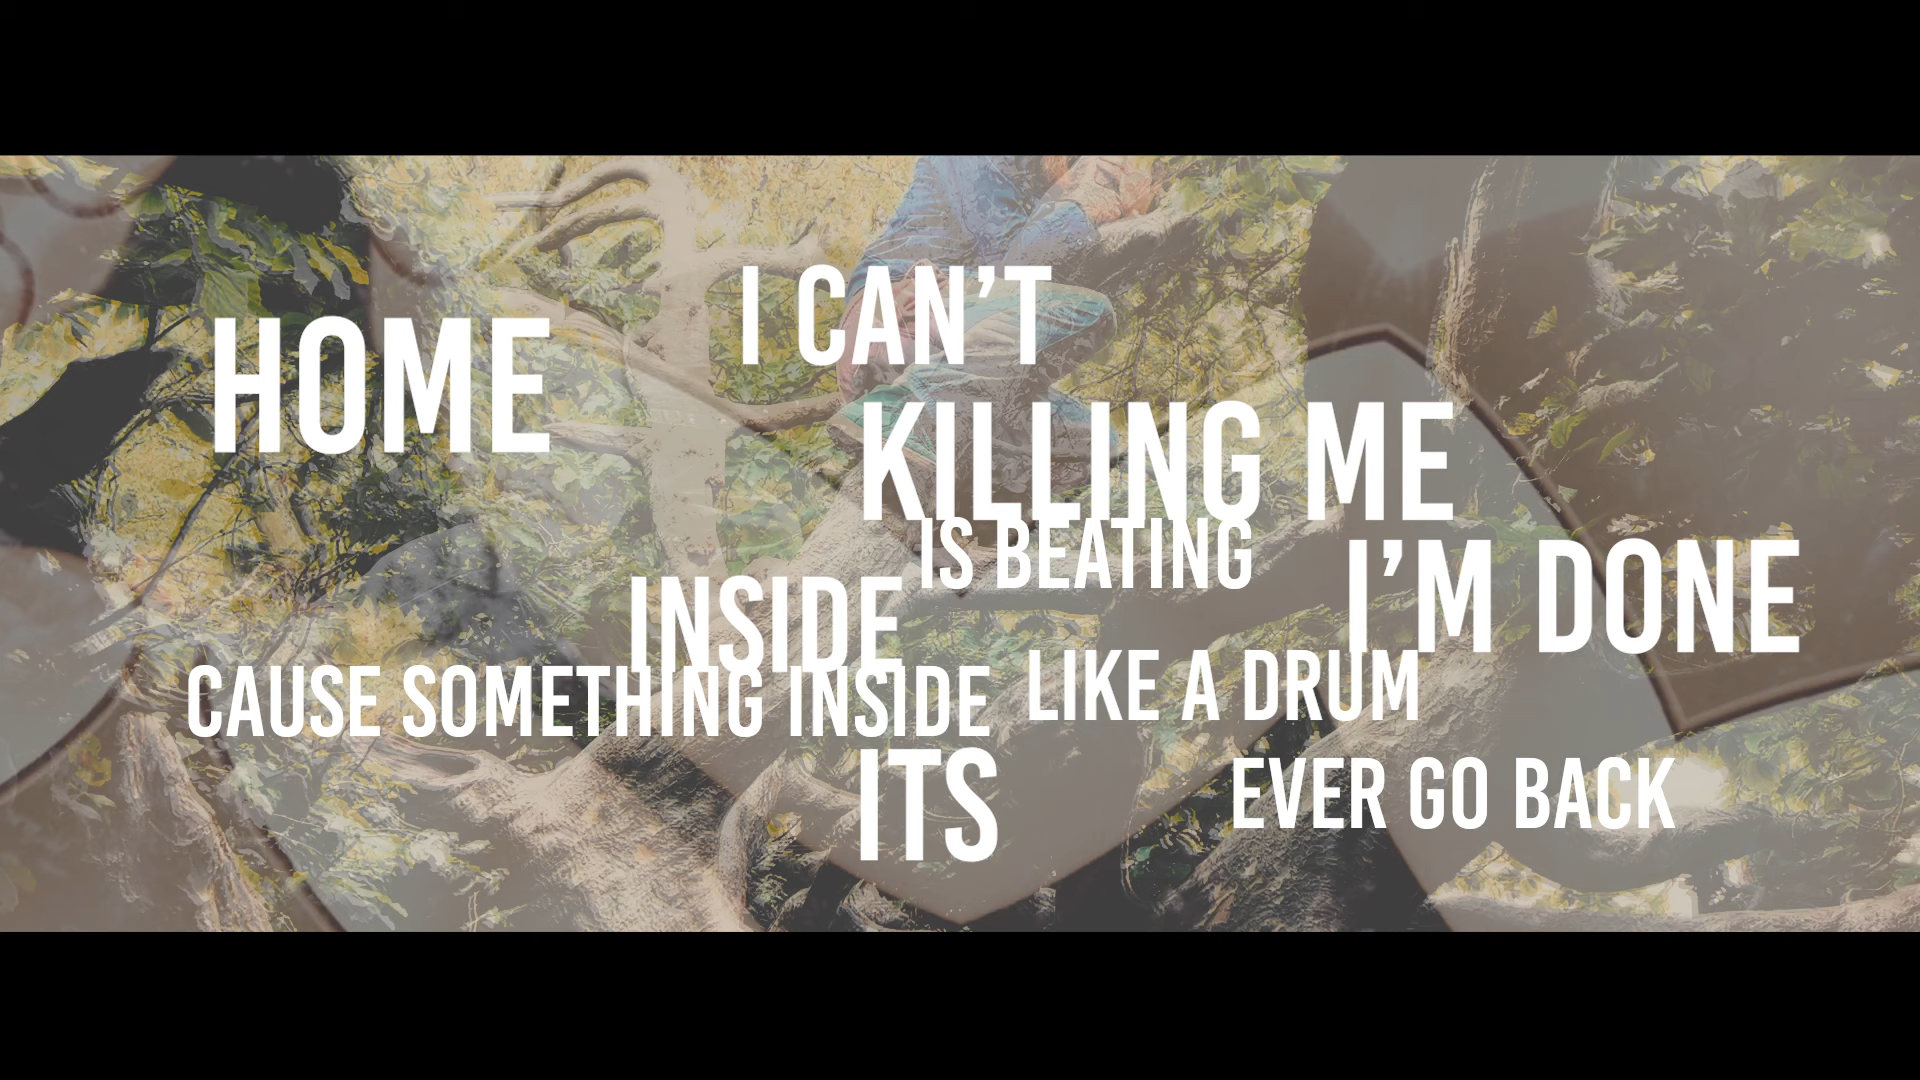 I CAN’T
HOME
KILLING ME
IS BEATING
I’M DONE
INSIDE
LIKE A DRUM
CAUSE SOMETHING INSIDE
ITS
EVER GO BACK